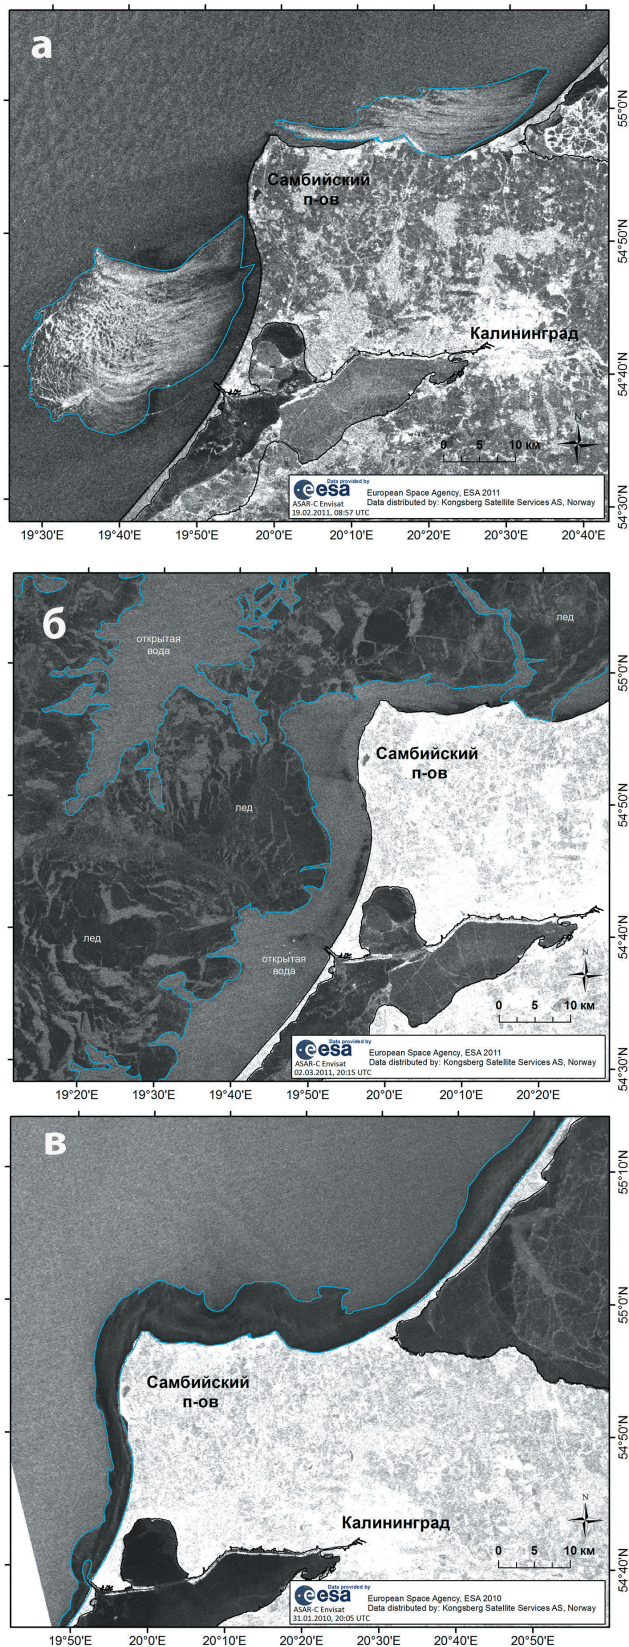 а
Самбийский
п-ов
Калининград
N
0 5 10 км
Data provided by
esa
ASAR-C Envisat
19.02.2011, 08:57 UTC
European Space Agency, ESA 2011
Data distributed by: Kongsberg Satellite Services AS, Norway
55°0'N
54°50'N
54°40'N
54°30'N
19°30'E 19°40'E 19°50'E 20°0'E 20°10'E 20°20'E 20°30'E 20°40'E
б
открытая
вода
лед
Самбийский
п-ов
лед
лед
открытая
вода
N
0 5 10 км
Data provided by
esa
ASAR-C Envisat
02.03.2011, 20:15 UTC
European Space Agency, ESA 2011
Data distributed by: Kongsberg Satellite Services AS, Norway
55°0'N
54°50'N
54°40'N
54°30'N
19°20'E 19°30'E 19°40'E 19°50'E 20°0'E 20°10'E 20°20'E
в
Самбийский
п-ов
Калининград
N
0 5 10 км
Data provided by
esa
ASAR-C Envisat
31.01.2010, 20:05 UTC
European Space Agency, ESA 2010
Data distributed by: Kongsberg Satellite Services AS, Norway
55°10'N
55°0'N
54°50'N
54°40'N
19°50'E 20°0'E 20°10'E 20°20'E 20°30'E 20°40'E 20°50'E